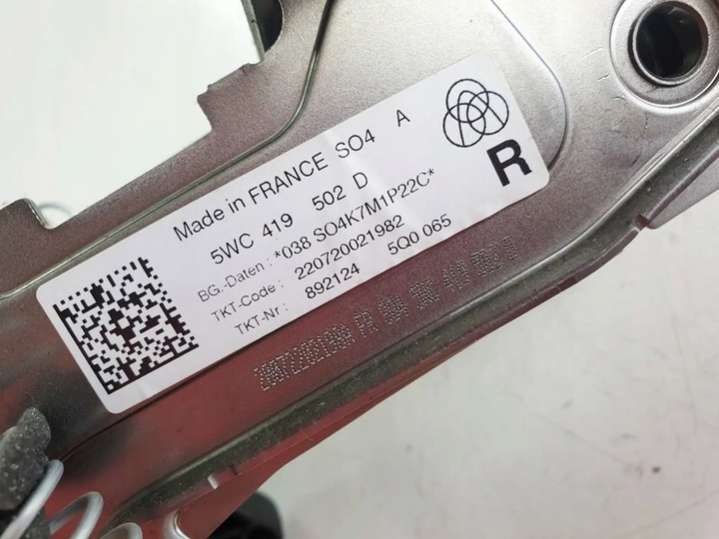 Made in FRANCE SO4 A
5WC 419 502 D
BG.-Daten : *038 SO4K7M1P22C*
TKT-Code : 220720021982
TKT-Nr : 892124 5Q0 065
R